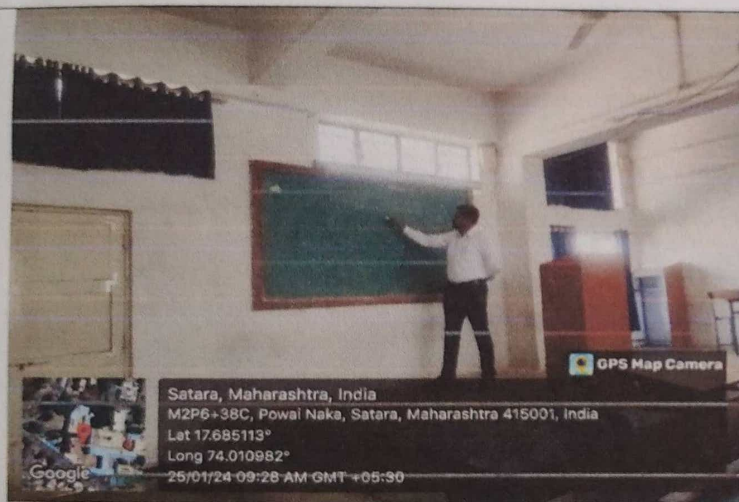 GPS Map Camera
Satara, Maharashtra, India
M2P6+38C, Powai Naka, Satara, Maharashtra 415001, India
Lat 17.685113°
Long 74.010982°
25/01/24 09:28 AM GMT +05:30
Google